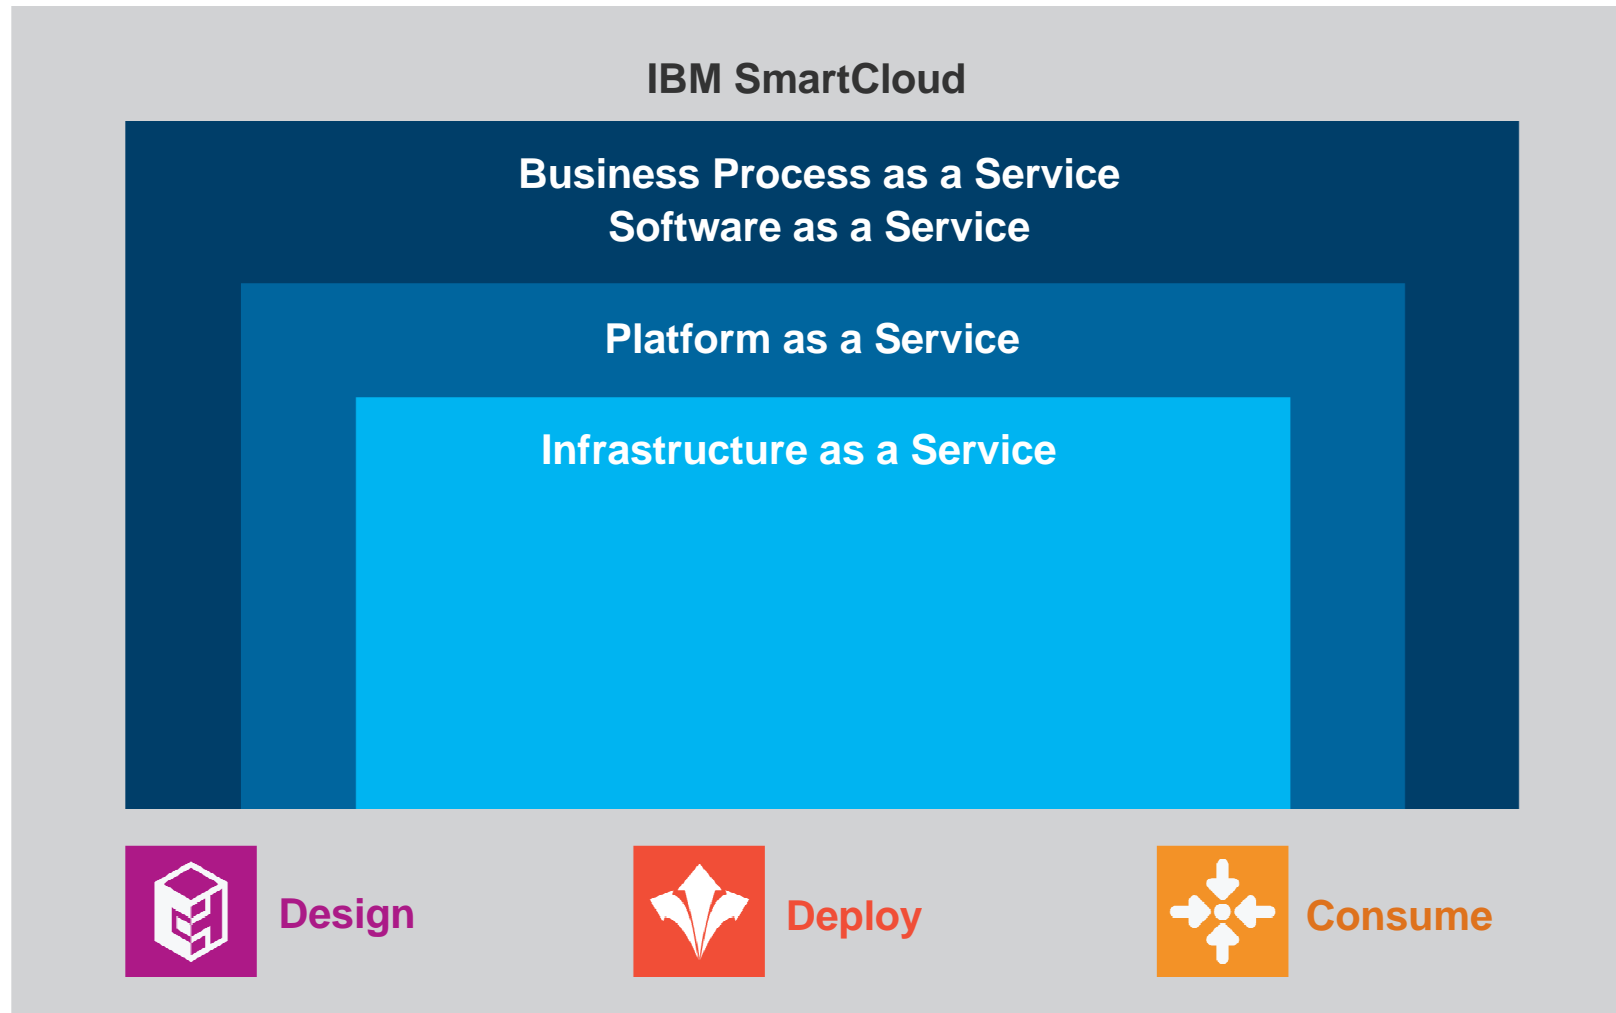 IBM SmartCloud
Business Process as a Service
Software as a Service
Platform as a Service
Infrastructure as a Service
Design
Deploy
Consume